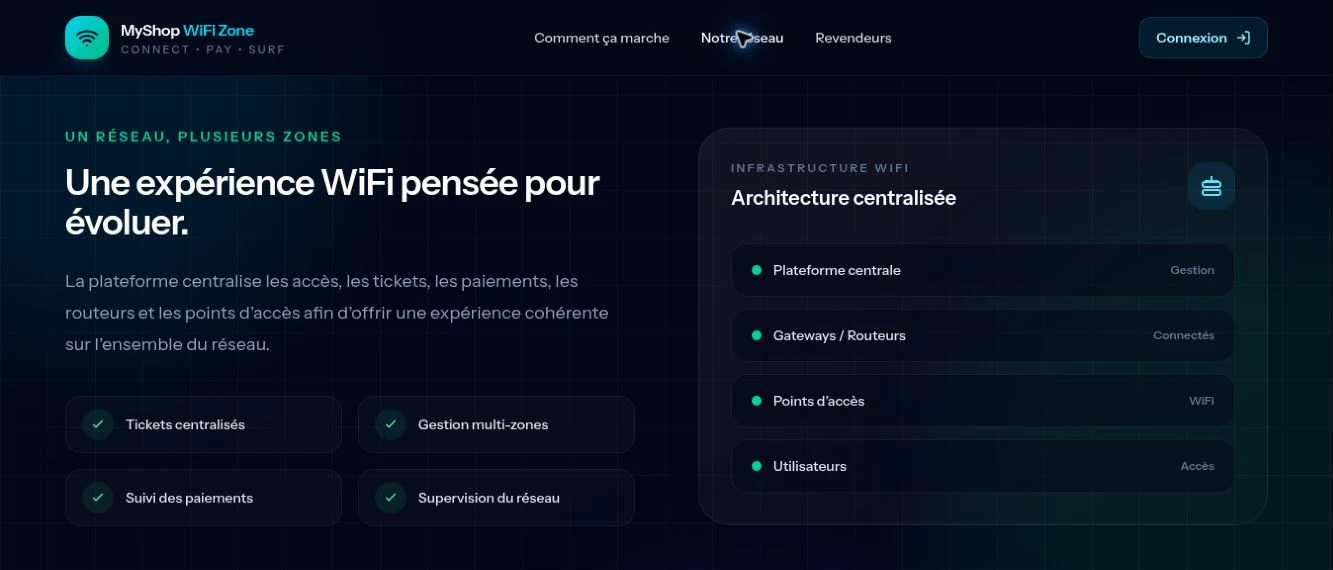 MyShop WiFi Zone
CONNECT • PAY • SURF
Comment ça marche
Notre réseau
Revendeurs
Connexion
UN RÉSEAU, PLUSIEURS ZONES
Une expérience WiFi pensée pour
évoluer.
La plateforme centralise les accès, les tickets, les paiements, les
routeurs et les points d’accès afin d’offrir une expérience cohérente
sur l’ensemble du réseau.
Tickets centralisés
Gestion multi-zones
Suivi des paiements
Supervision du réseau
INFRASTRUCTURE WIFI
Architecture centralisée
Plateforme centrale
Gestion
Gateways / Routeurs
Connectés
Points d’accès
WiFi
Utilisateurs
Accès